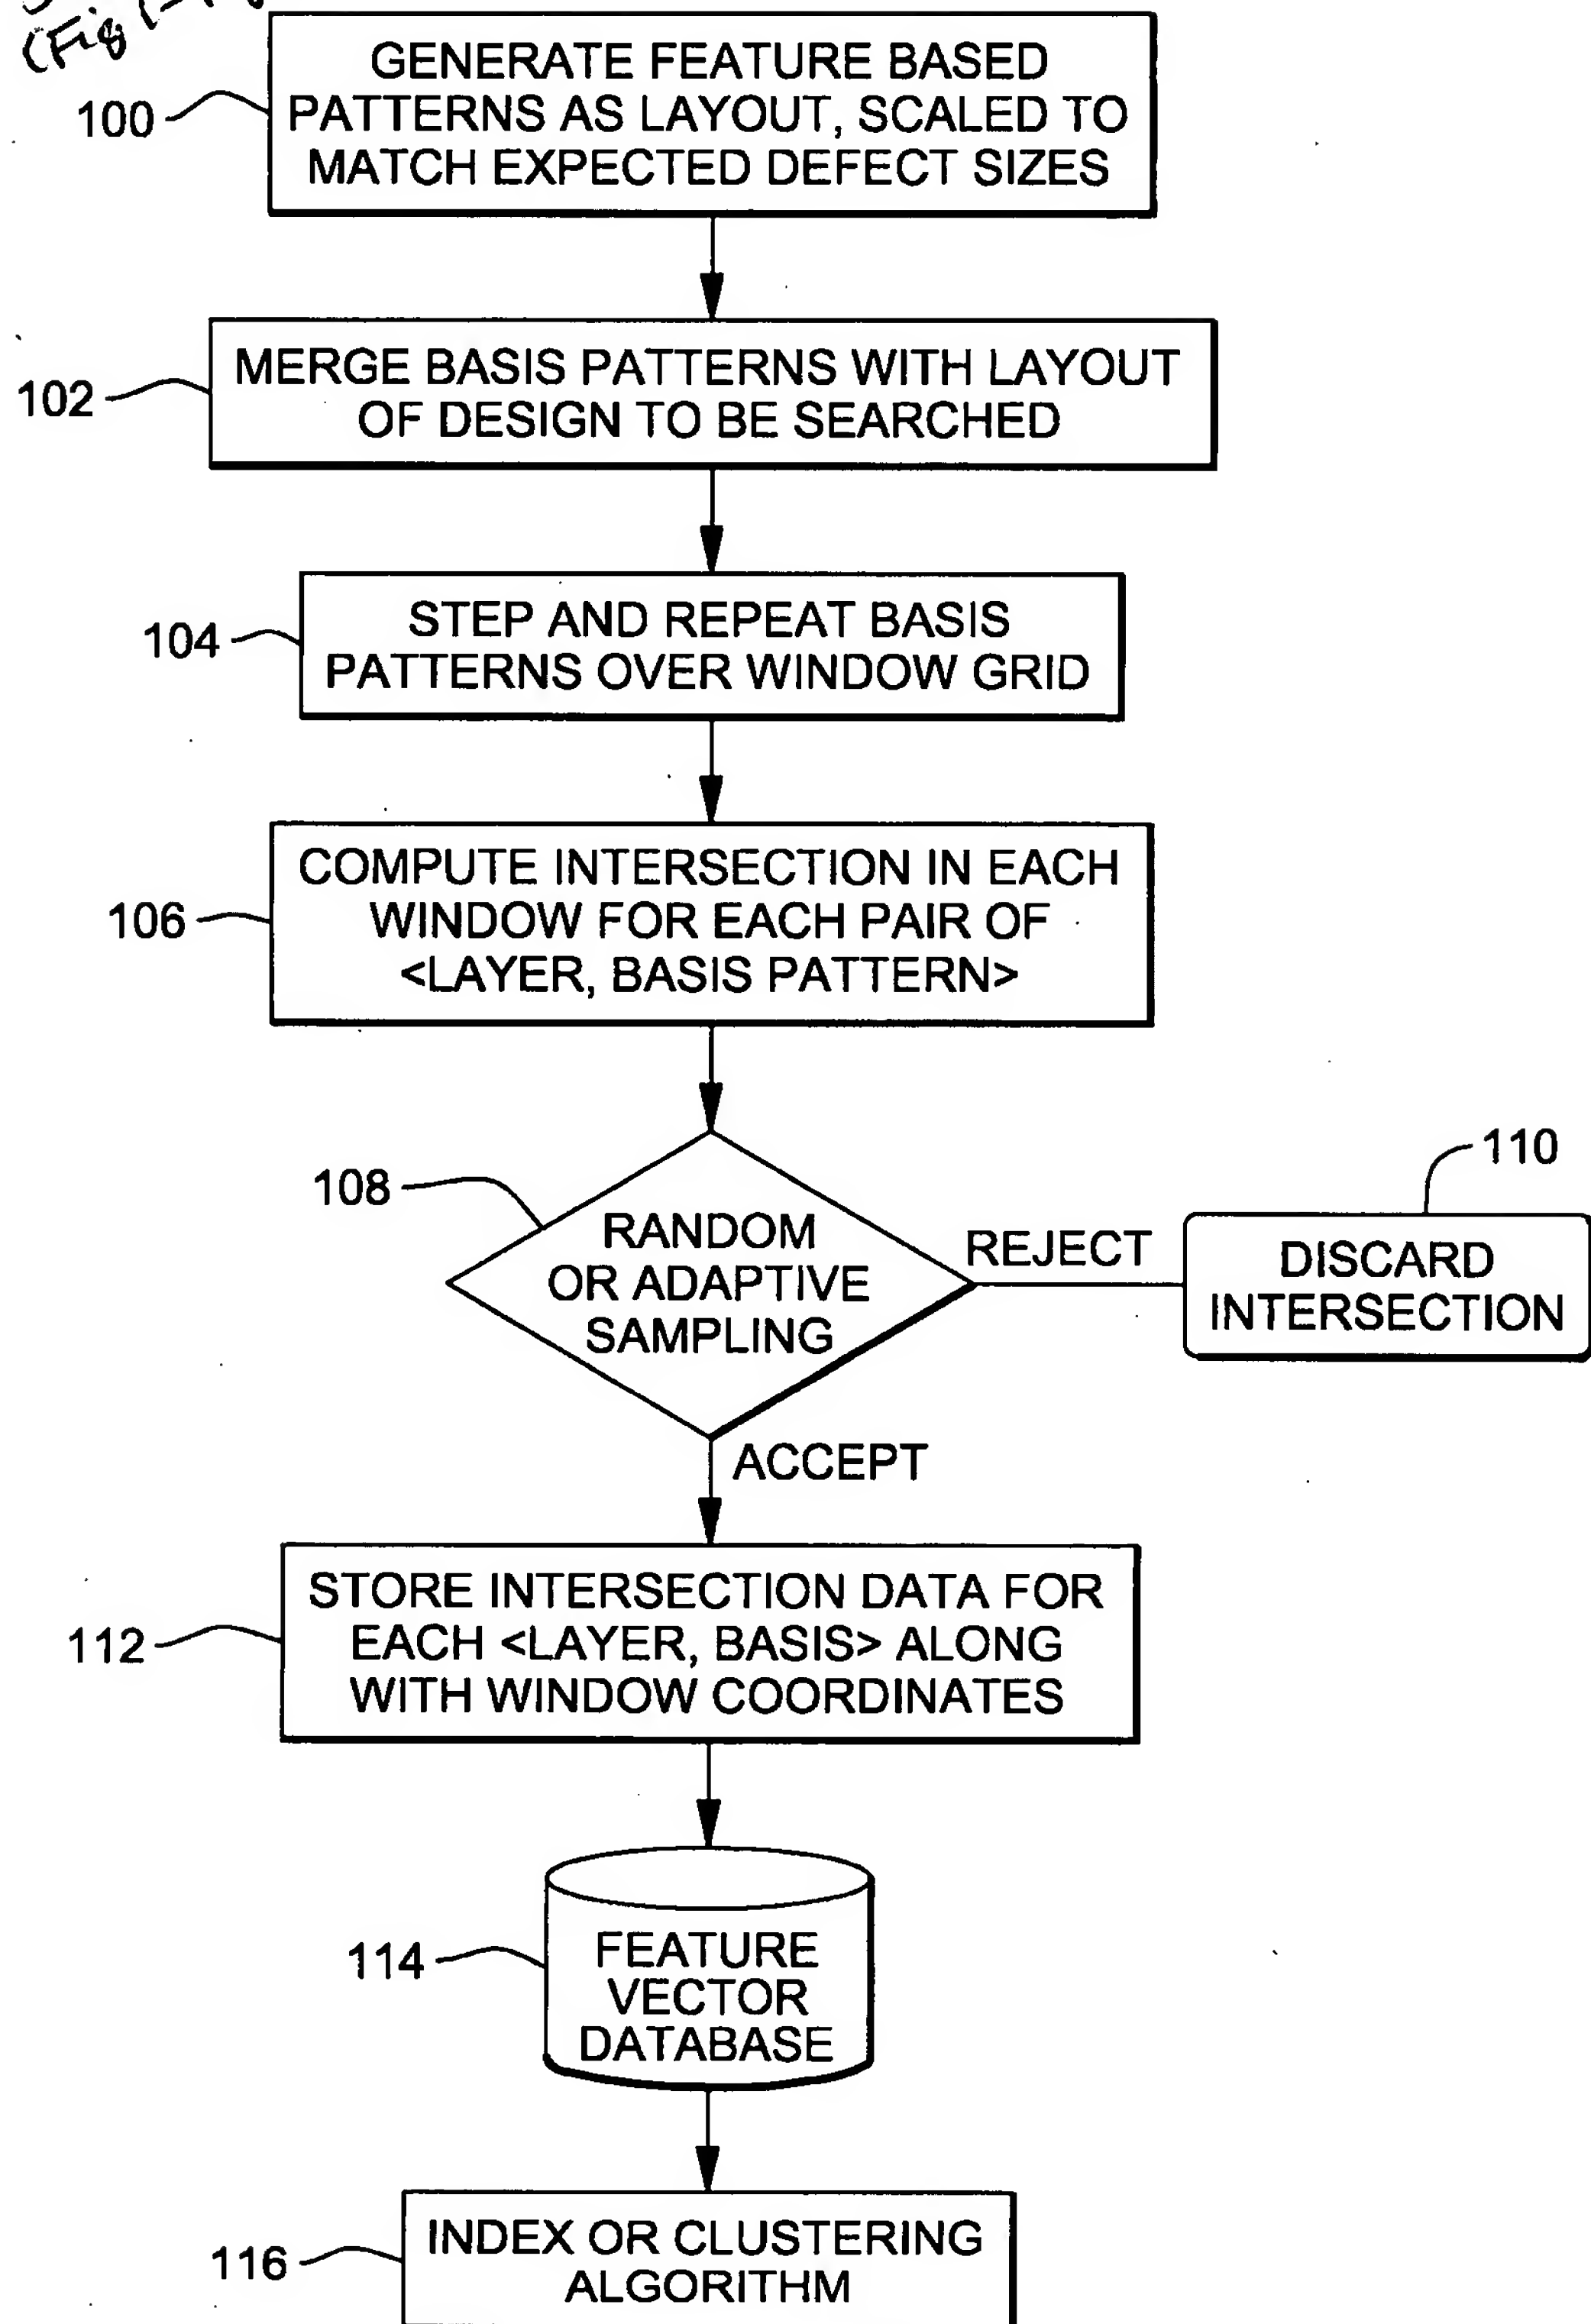 (Fig
GENERATE FEATURE BASED
100
PATTERNS AS LAYOUT, SCALED TO
MATCH EXPECTED DEFECT SIZES
102
MERGE BASIS PATTERNS WITH LAYOUT
OF DESIGN TO BE SEARCHED
104
STEP AND REPEAT BASIS
PATTERNS OVER WINDOW GRID
106
COMPUTE INTERSECTION IN EACH
WINDOW FOR EACH PAIR OF
<LAYER, BASIS PATTERN>
108
RANDOM
OR ADAPTIVE
SAMPLING
REJECT
110
DISCARD
INTERSECTION
ACCEPT
112
STORE INTERSECTION DATA FOR
EACH <LAYER, BASIS> ALONG
WITH WINDOW COORDINATES
114
FEATURE
VECTOR
DATABASE
116
INDEX OR CLUSTERING
ALGORITHM